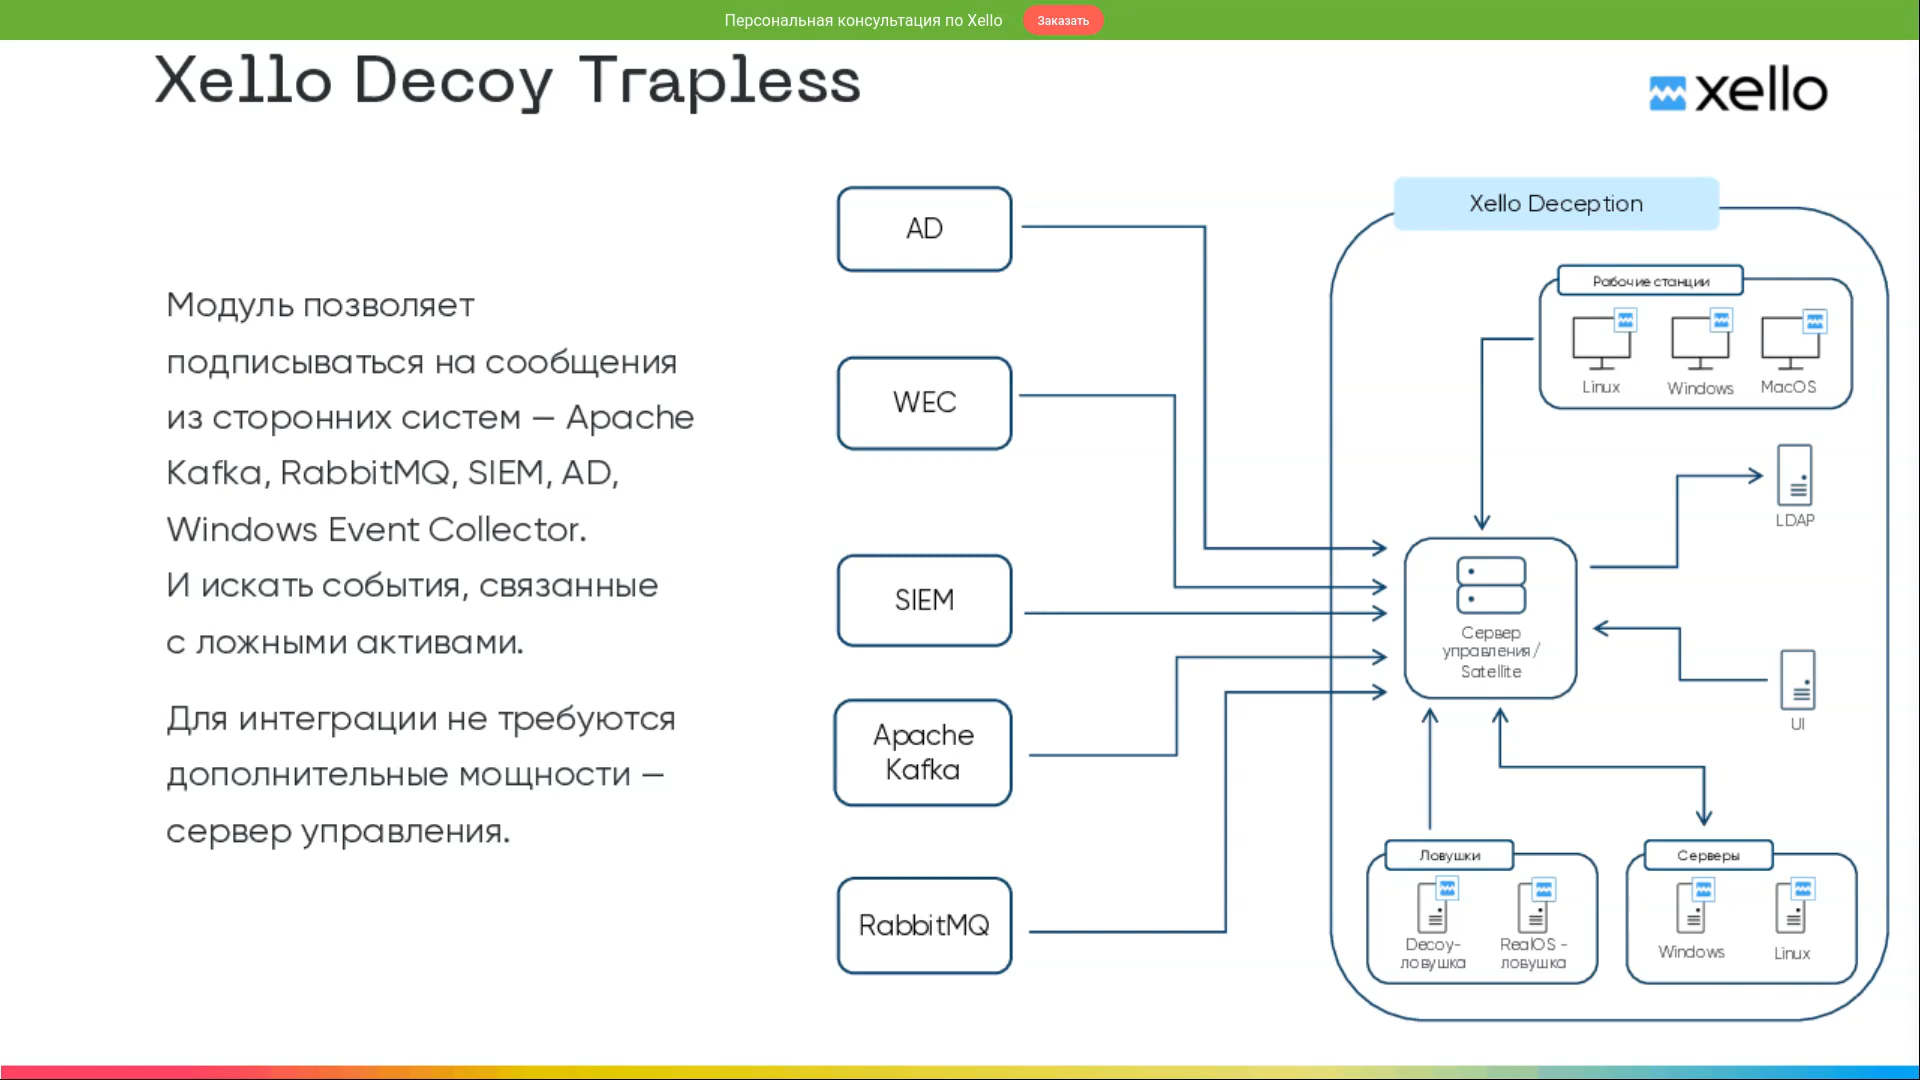 Персональная консультация по Xello
Заказать
Xello Decoy Trapless
xello
Модуль позволяет
подписываться на сообщения
из сторонних систем — Apache
Kafka, RabbitMQ, SIEM, AD,
Windows Event Collector.
И искать события, связанные
с ложными активами.
Для интеграции не требуются
дополнительные мощности —
сервер управления.
AD
WEC
SIEM
Apache
Kafka
RabbitMQ
Xello Deception
Рабочие станции
Linux
Windows
MacOS
LDAP
Сервер
управления/
Satellite
UI
Ловушки
Decoy-
ловушка
RealOS -
ловушка
Серверы
Windows
Linux